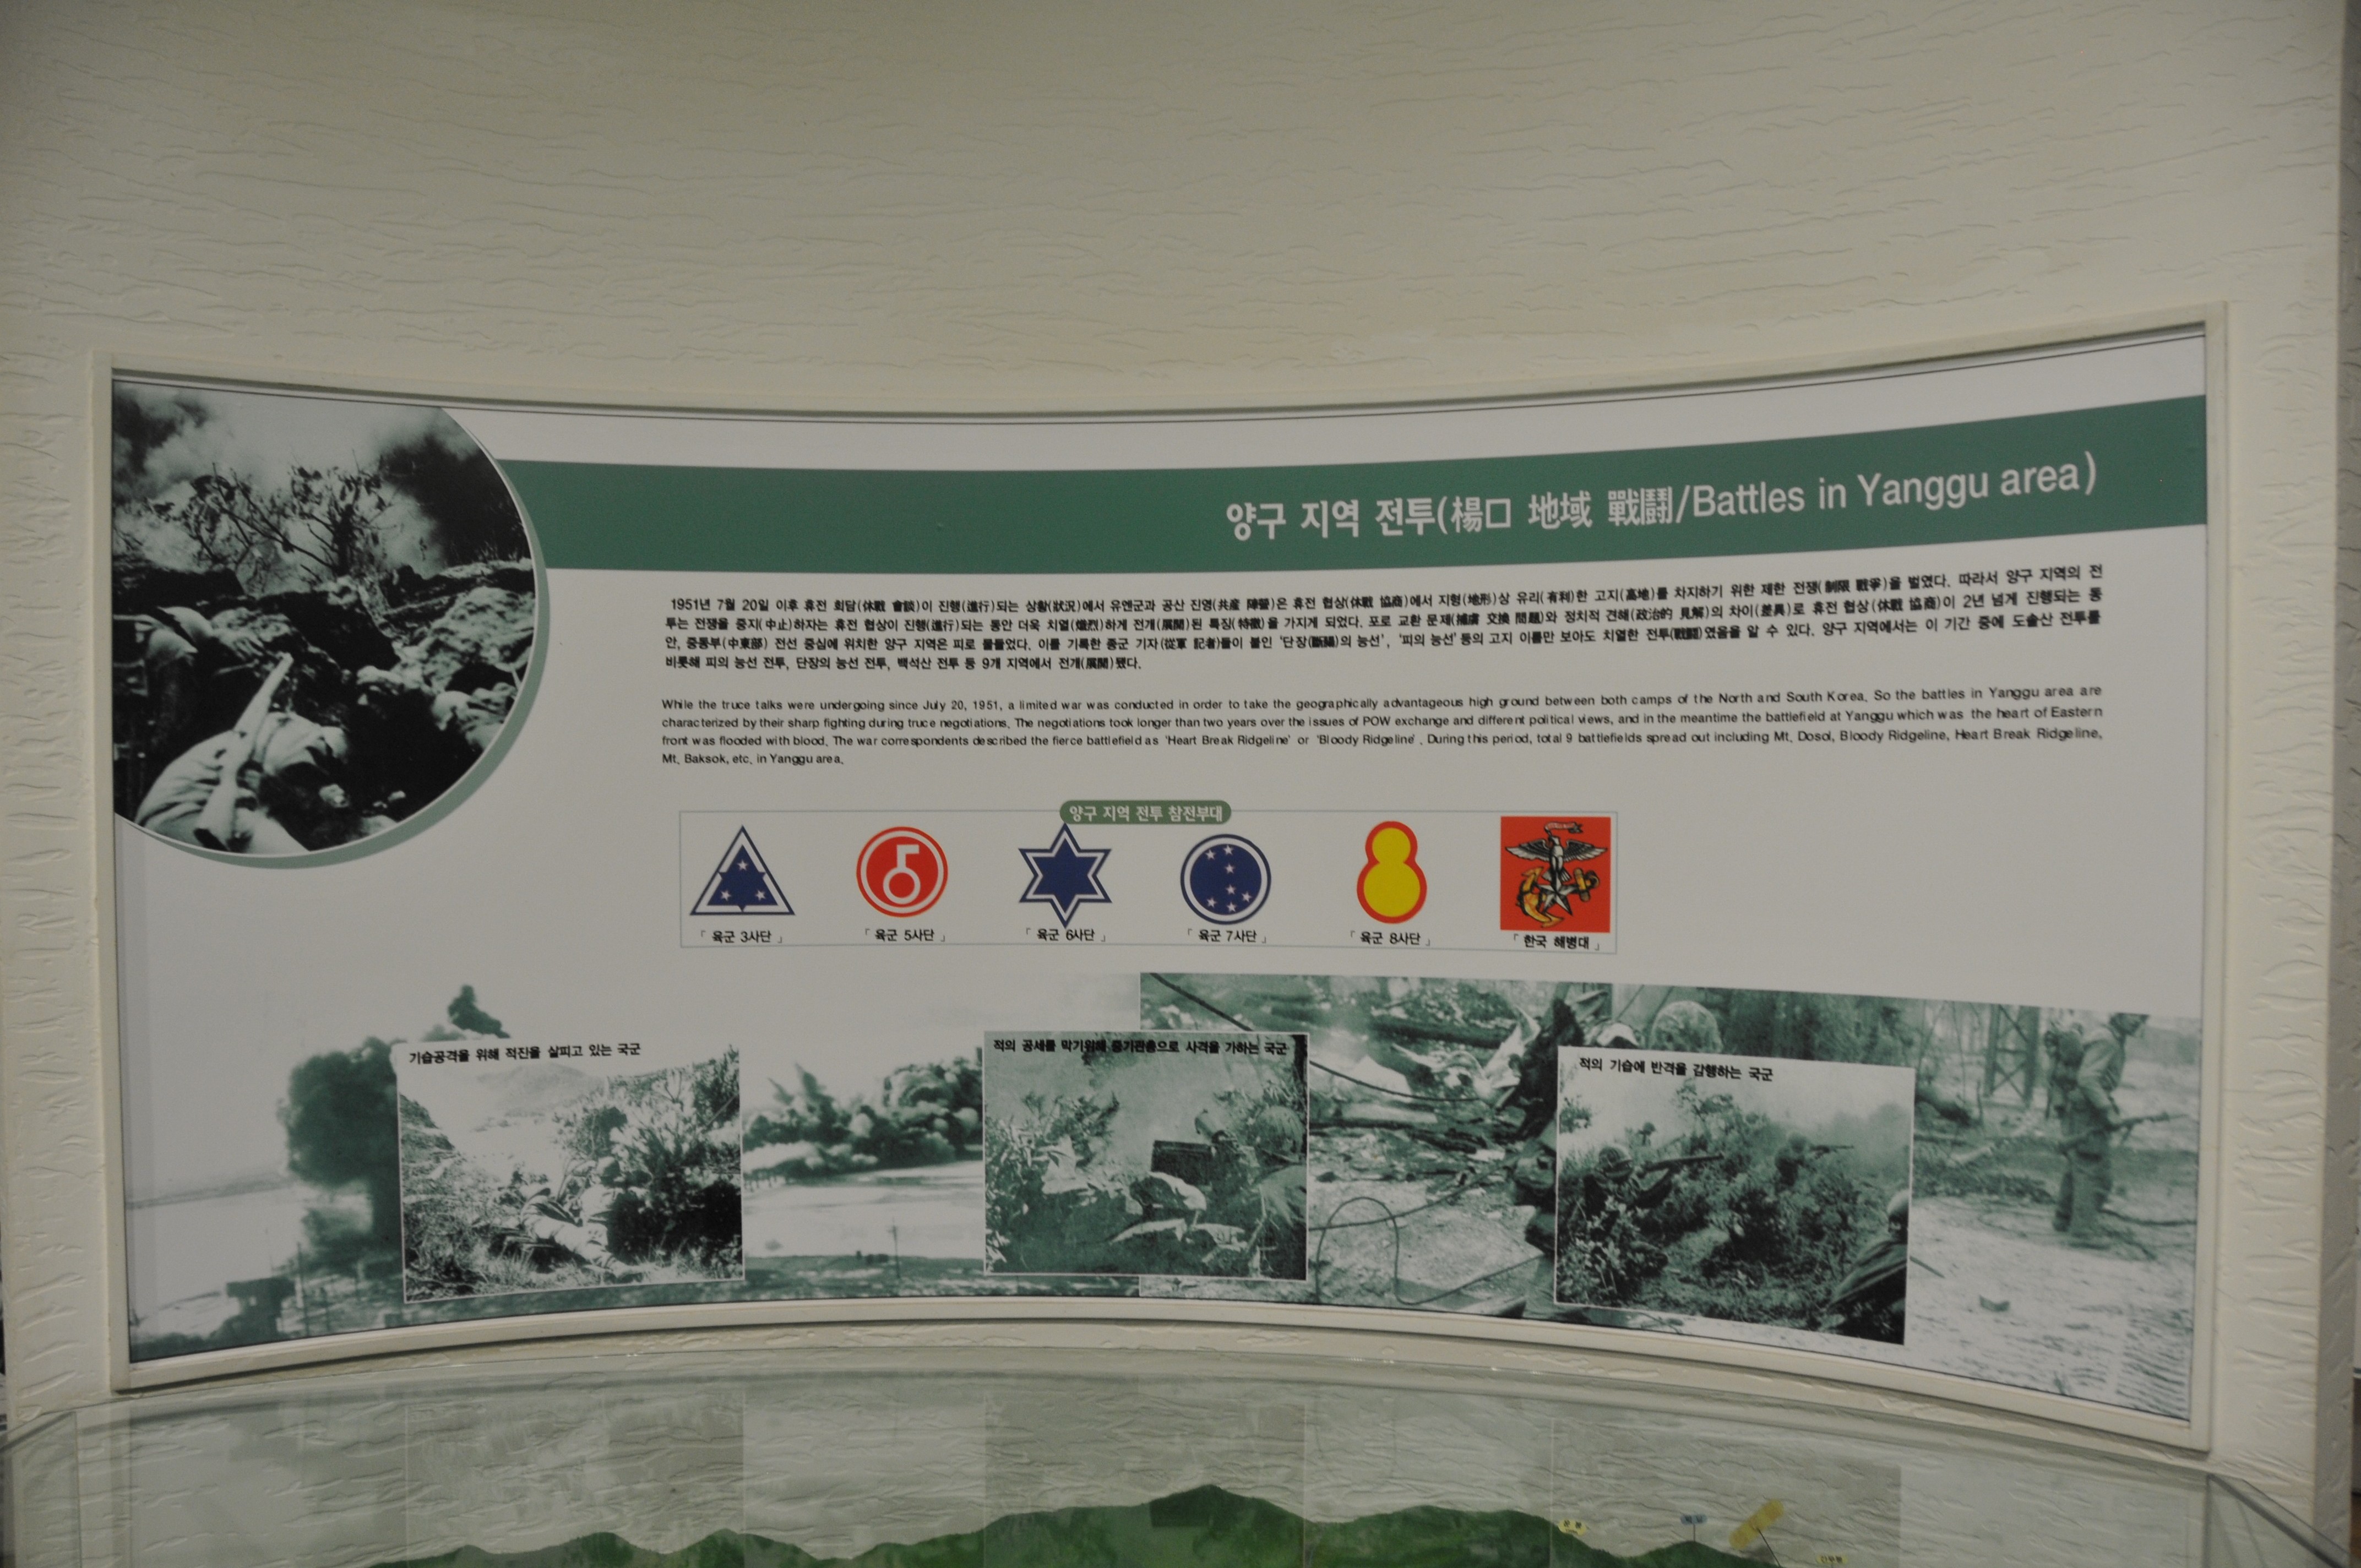 양구 지역 전투(楊口 地域 戰鬪/Battles in Yanggu area)
1951년 7월 20일 이후 휴전 회담(休戰 會談)이 진행(進行)되는 상황(狀況)에서 유엔군과 공산 진영(共産 陣營)은 휴전 협상(休戰 協商)에서 지형(地形)상 유리(有利)한 고지(高地)를 차지하기 위한 제한 전쟁(制限 戰爭)을 벌였다. 따라서 양구 지역의 전
투는 전쟁을 중지(中止)하자는 휴전 협상이 진행(進行)되는 동안 더욱 치열(熾烈)하게 전개(展開)된 특징(特徵)을 가지게 되었다. 포로 교환 문제(捕虜 交換 問題)와 정치적 견해(政治的 見解)의 차이(差異)로 휴전 협상(休戰 協商)이 2년 넘게 진행되는 동
안, 중동부(中東部) 전선 중심에 위치한 양구 지역은 피로 물들었다. 이를 기록한 종군 기자(從軍 記者)들이 붙인 '단장(斷腸)의 능선', '피의 능선' 등의 고지 이름만 보아도 치열한 전투(戰鬪)였음을 알 수 있다. 양구 지역에서는 이 기간 중에 도솔산 전투를
비롯해 피의 능선 전투, 단장의 능선 전투, 백석산 전투 등 9개 지역에서 전개(展開)됐다.
While the truce talks were undergoing since July 20, 1951, a limited war was conducted in order to take the geographically advantageous high ground between both camps of the North and South Korea. So the battles in Yanggu area are
characterized by their sharp fighting during truce negotiations. The negotiations took longer than two years over the issues of POW exchange and different political views, and in the meantime the battlefield at Yanggu which was the heart of Eastern
front was flooded with blood. The war correspondents described the fierce battlefield as 'Heart Break Ridgeline' or 'Bloody Ridgeline'. During this period, total 9 battlefields spread out including Mt. Dosol, Bloody Ridgeline, Heart Break Ridgeline,
Mt. Baksok, etc. in Yanggu area.
양구 지역 전투 참전부대
「육군 3사단」 「육군 5사단」 「육군 6사단」 「육군 7사단」 「육군 8사단」 「한국 해병대」
기습공격을 위해 적진을 살피고 있는 국군
적의 공세를 막기위해 중기관총으로 사격을 가하는 국군
적의 기습에 반격을 감행하는 국군